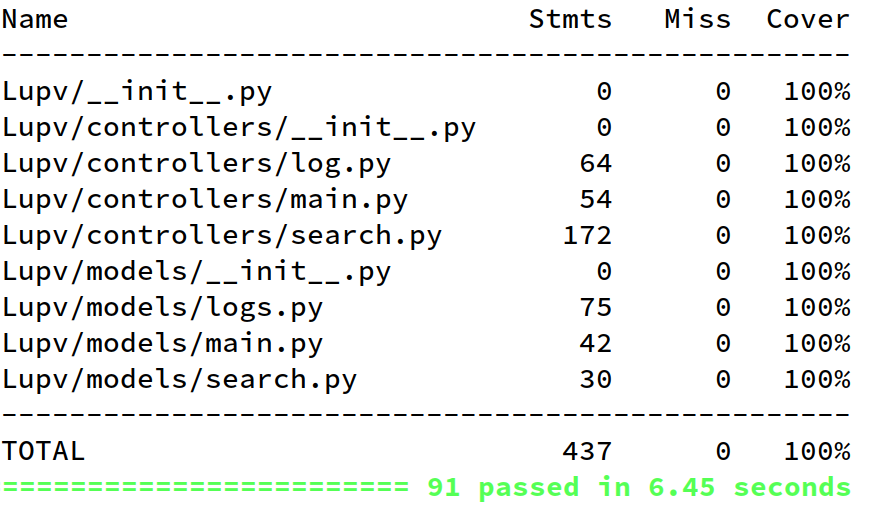 Name                           Stmts   Miss  Cover
--------------------------------------------------
Lupv/__init__.py                   0      0   100%
Lupv/controllers/__init__.py       0      0   100%
Lupv/controllers/log.py           64      0   100%
Lupv/controllers/main.py          54      0   100%
Lupv/controllers/search.py       172      0   100%
Lupv/models/__init__.py            0      0   100%
Lupv/models/logs.py               75      0   100%
Lupv/models/main.py               42      0   100%
Lupv/models/search.py             30      0   100%
--------------------------------------------------
TOTAL                            437      0   100%
======================== 91 passed in 6.45 seconds